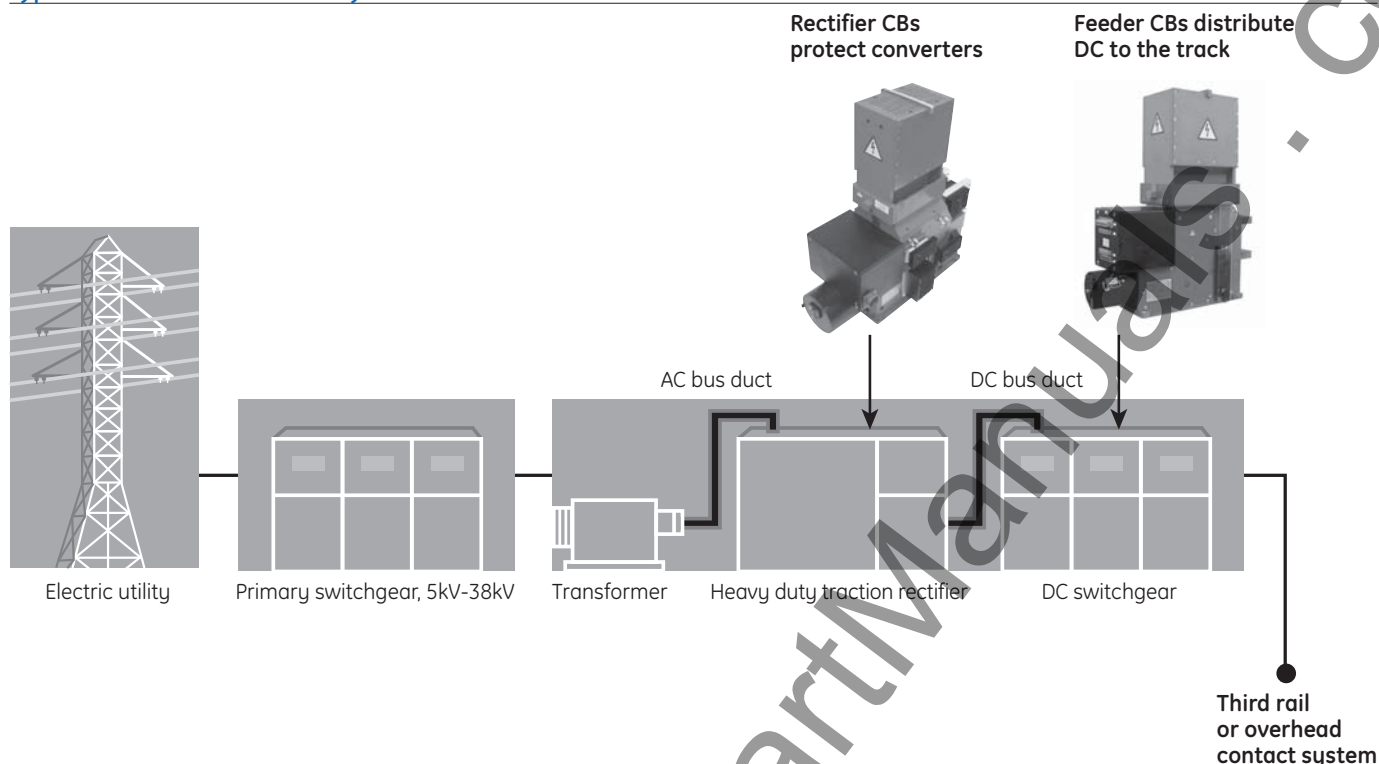 Rectifier CBs
protect converters
Feeder CBs distribute
DC to the track
AC bus duct
DC bus duct
Electric utility
Primary switchgear, 5kV-38kV
Transformer
Heavy duty traction rectifier
DC switchgear
Third rail
or overhead
contact system